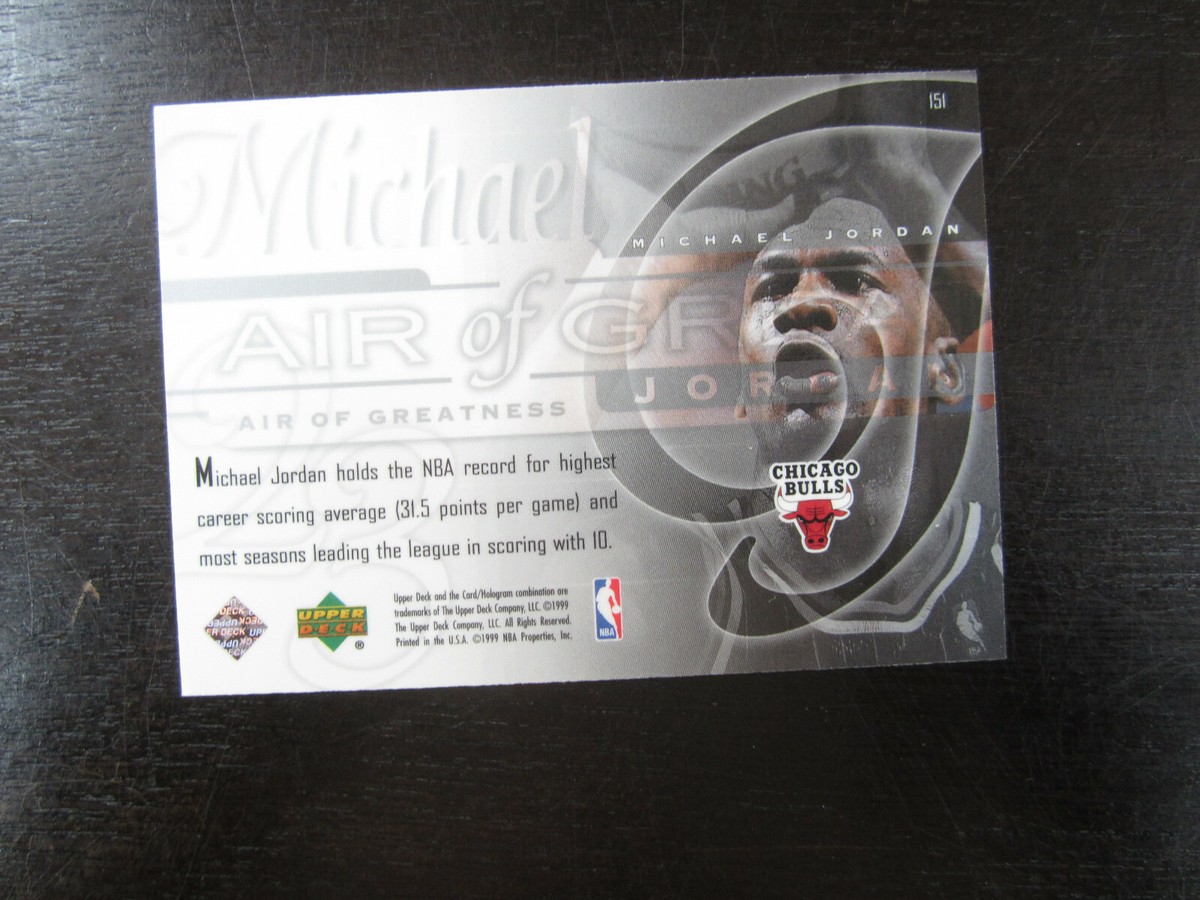 151
Michael
MICHAEL JORDAN
AIR of GR
JORDAN
AIR OF GREATNESS
Michael Jordan holds the NBA record for highest
career scoring average (31.5 points per game) and
most seasons leading the league in scoring with 10.
CHICAGO
BULLS
UPPER
DECK
®
Upper Deck and the Card/Hologram combination are
trademarks of The Upper Deck Company, LLC. ©1999
The Upper Deck Company, LLC. All Rights Reserved.
Printed in the U.S.A. ©1999 NBA Properties, Inc.
NBA
23